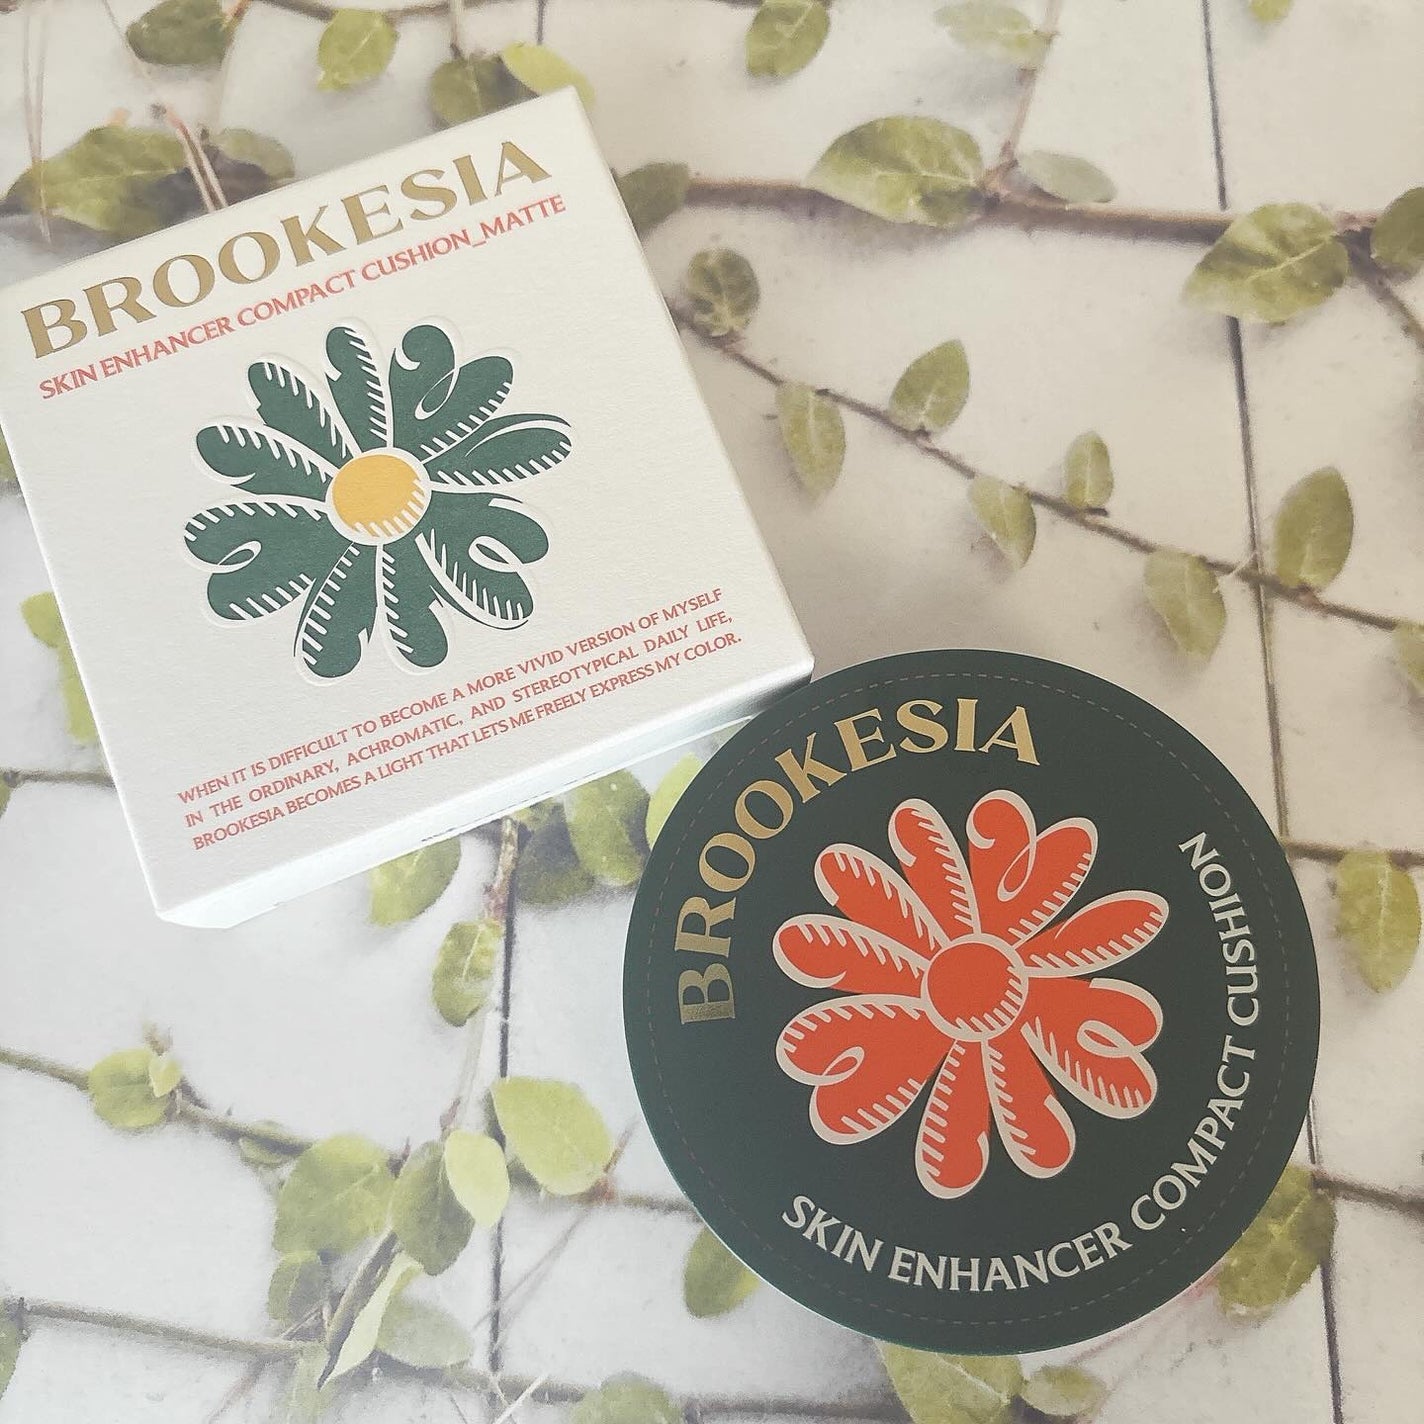 BROOKESIA
SKIN ENHANCER COMPACT CUSHION_MATTE
WHEN IT IS DIFFICULT TO BECOME A MORE VIVID VERSION OF MYSELF
IN THE ORDINARY, ACHROMATIC, AND STEREOTYPICAL DAILY LIFE,
BROOKESIA BECOMES A LIGHT THAT LETS ME FREELY EXPRESS MY COLOR.
BROOKESIA
SKIN ENHANCER COMPACT CUSHION